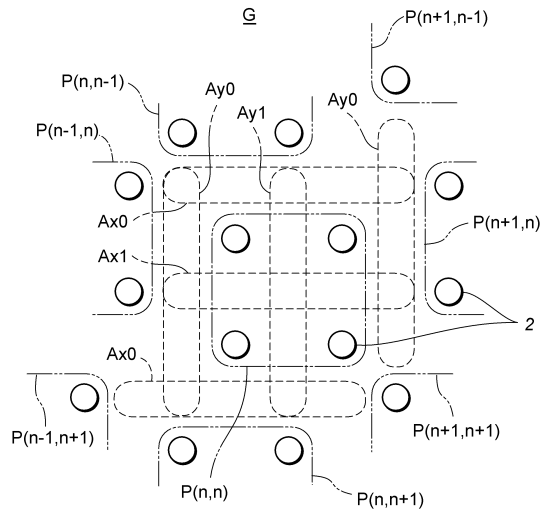 G
P(n+1,n-1)
P(n,n-1)
Ay0
Ay0
Ay1
P(n-1,n)
Ax0
P(n+1,n)
Ax1
2
Ax0
P(n-1,n+1)
P(n+1,n+1)
P(n,n)
P(n,n+1)